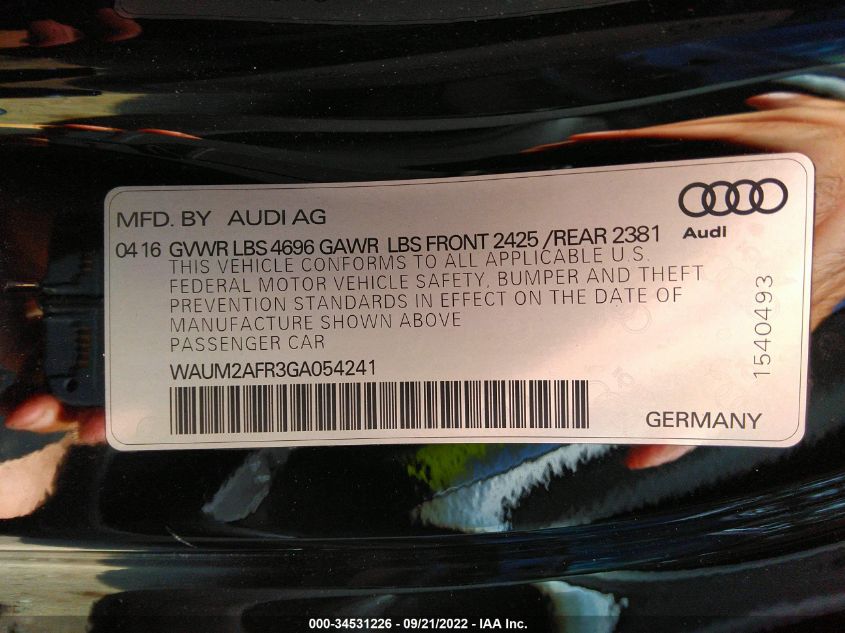 MFD. BY AUDI AG
Audi
04 16 GVWR LBS 4696 GAWR LBS FRONT 2425 /REAR 2381
THIS VEHICLE CONFORMS TO ALL APPLICABLE U.S.
FEDERAL MOTOR VEHICLE SAFETY, BUMPER AND THEFT
PREVENTION STANDARDS IN EFFECT ON THE DATE OF
MANUFACTURE SHOWN ABOVE
PASSENGER CAR
WAUM2AFR3GA054241
1540493
GERMANY
000-34531226 - 09/21/2022 - IAA Inc.